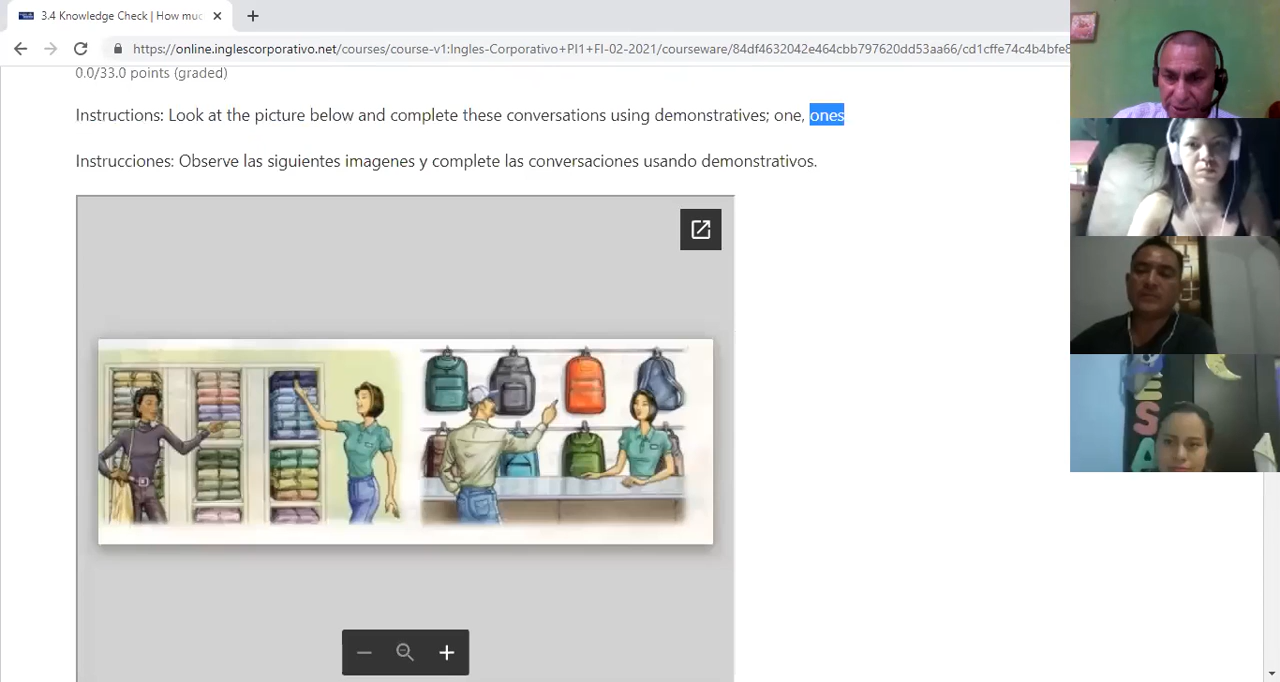 3.4 Knowledge Check | How muc
https://online.inglescorporativo.net/courses/course-v1:Ingles-Corporativo+PI1+FI-02-2021/courseware/84df4632042e464cbb797620dd53aa66/cd1cffe74c4b4bfe8
0.0/33.0 points (graded)
Instructions: Look at the picture below and complete these conversations using demonstratives; one, ones
Instrucciones: Observe las siguientes imagenes y complete las conversaciones usando demonstrativos.
E
S
A